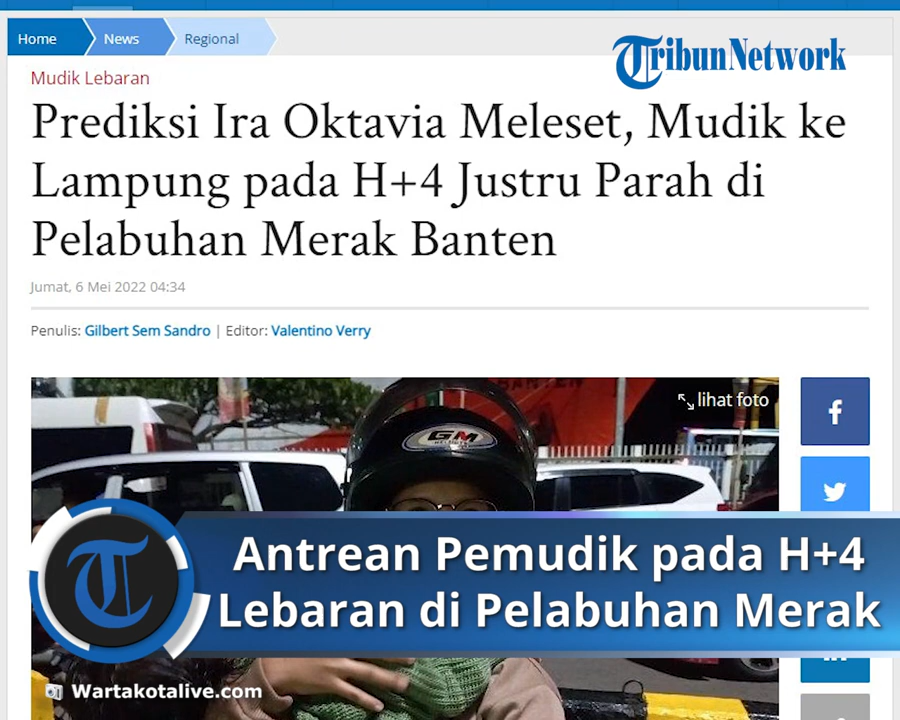 Home News Regional
TribunNetwork
Mudik Lebaran
Prediksi Ira Oktavia Meleset, Mudik ke
Lampung pada H+4 Justru Parah di
Pelabuhan Merak Banten
Jumat, 6 Mei 2022 04:34
Penulis: Gilbert Sem Sandro | Editor: Valentino Verry
lihat foto
GM
Antrean Pemudik pada H+4
Lebaran di Pelabuhan Merak
Wartakotalive.com